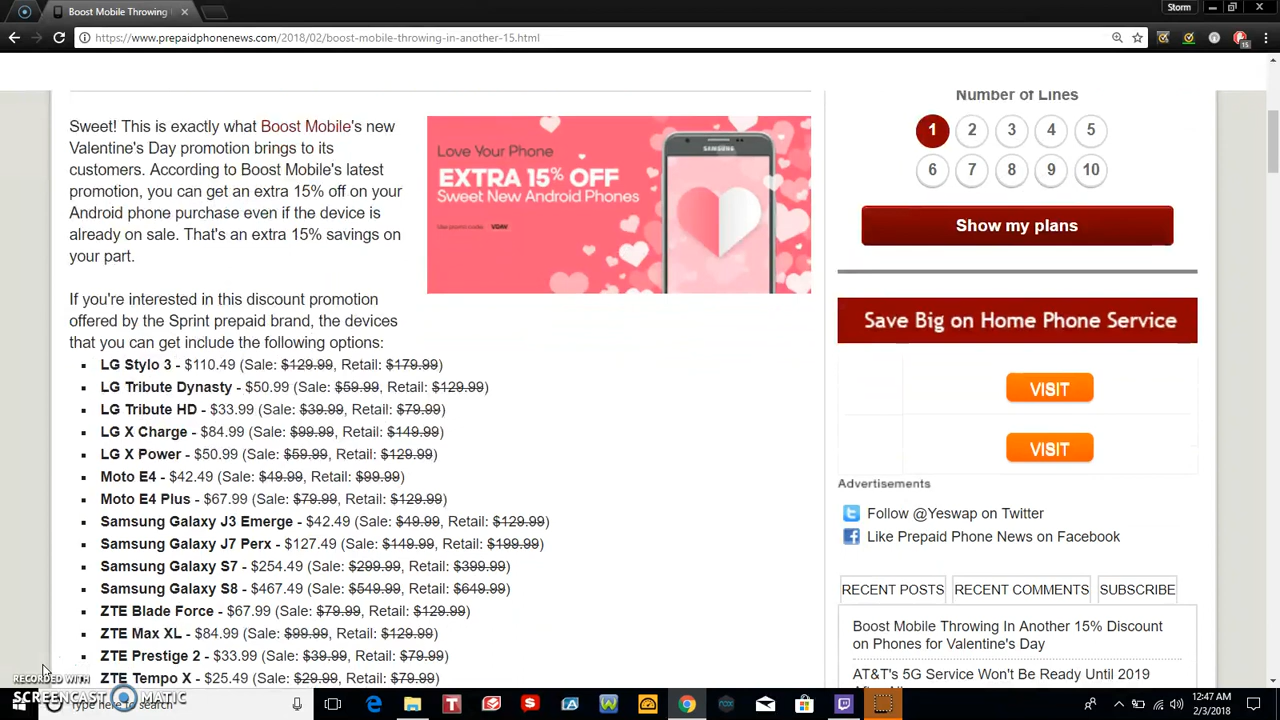 Boost Mobile Throwing
Storm
https://www.prepaidphonenews.com/2018/02/boost-mobile-throwing-in-another-15.html
15
Sweet! This is exactly what Boost Mobile's new
Valentine's Day promotion brings to its
customers. According to Boost Mobile's latest
promotion, you can get an extra 15% off on your
Android phone purchase even if the device is
already on sale. That's an extra 15% savings on
your part.
Love Your Phone
EXTRA 15% OFF
Sweet New Android Phones
Use promo code: VDAY
SAMSUNG
If you're interested in this discount promotion
offered by the Sprint prepaid brand, the devices
that you can get include the following options:
LG Stylo 3 - $110.49 (Sale: $129.99, Retail: $179.99)
LG Tribute Dynasty - $50.99 (Sale: $59.99, Retail: $129.99)
LG Tribute HD - $33.99 (Sale: $39.99, Retail: $79.99)
LG X Charge - $84.99 (Sale: $99.99, Retail: $149.99)
LG X Power - $50.99 (Sale: $59.99, Retail: $129.99)
Moto E4 - $42.49 (Sale: $49.99, Retail: $99.99)
Moto E4 Plus - $67.99 (Sale: $79.99, Retail: $129.99)
Samsung Galaxy J3 Emerge - $42.49 (Sale: $49.99, Retail: $129.99)
Samsung Galaxy J7 Perx - $127.49 (Sale: $149.99, Retail: $199.99)
Samsung Galaxy S7 - $254.49 (Sale: $299.99, Retail: $399.99)
Samsung Galaxy S8 - $467.49 (Sale: $549.99, Retail: $649.99)
ZTE Blade Force - $67.99 (Sale: $79.99, Retail: $129.99)
ZTE Max XL - $84.99 (Sale: $99.99, Retail: $129.99)
ZTE Prestige 2 - $33.99 (Sale: $39.99, Retail: $79.99)
ZTE Tempo X - $25.49 (Sale: $29.99, Retail: $79.99)
Number of Lines
1 2 3 4 5
6 7 8 9 10
Show my plans
Save Big on Home Phone Service
VISIT
VISIT
Advertisements
Follow @Yeswap on Twitter
Like Prepaid Phone News on Facebook
RECENT POSTS RECENT COMMENTS SUBSCRIBE
Boost Mobile Throwing In Another 15% Discount
on Phones for Valentine's Day
AT&T's 5G Service Won't Be Ready Until 2019
RECORDED WITH
SCREENCAST MATIC
Type here to search
12:47 AM
2/3/2018